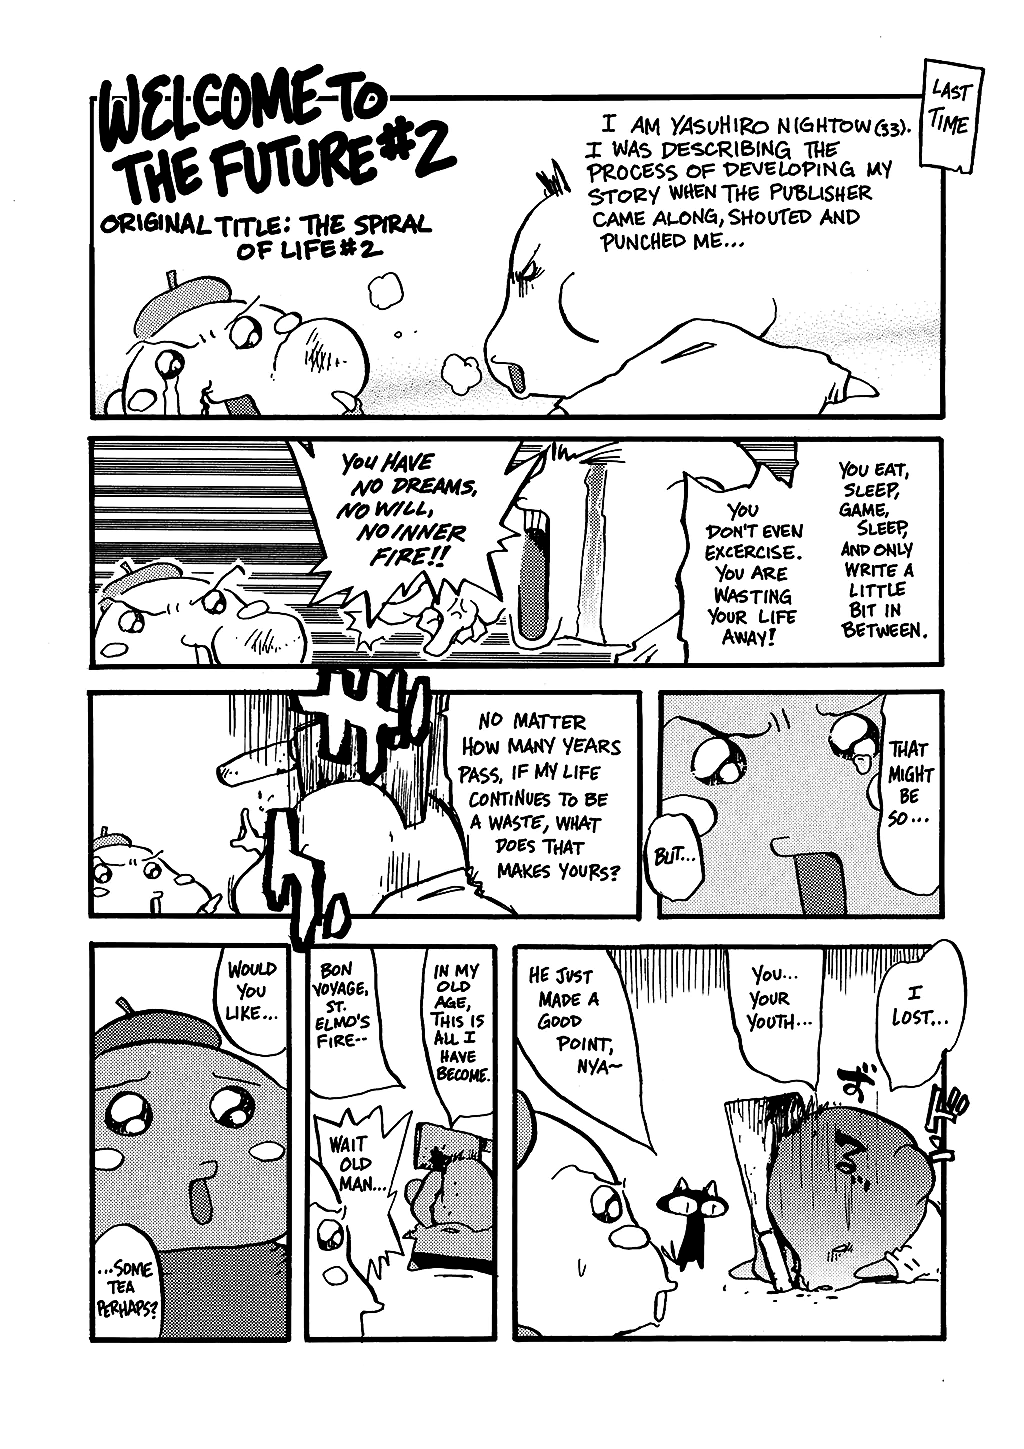 WELCOME TO
THE FUTURE #2
ORIGINAL TITLE: THE SPIRAL
OF LIFE #2
LAST
TIME
I AM YASUHIRO NIGHTOW (33).
I WAS DESCRIBING THE
PROCESS OF DEVELOPING MY
STORY WHEN THE PUBLISHER
CAME ALONG, SHOUTED AND
PUNCHED ME...
YOU EAT,
SLEEP,
GAME,
SLEEP,
AND ONLY
WRITE A
LITTLE
BIT IN
BETWEEN.
YOU
DON'T EVEN
EXCERCISE.
YOU ARE
WASTING
YOUR LIFE
AWAY!
YOU HAVE
NO DREAMS,
NO WILL,
NO INNER
FIRE!!
THAT
MIGHT
BE
SO...
BUT...
NO MATTER
HOW MANY YEARS
PASS, IF MY LIFE
CONTINUES TO BE
A WASTE, WHAT
DOES THAT
MAKES YOURS?
サ
ク
I
LOST...
YOU...
YOUR
YOUTH...
HE JUST
MADE A
GOOD
POINT,
NYA~
IN MY
OLD
AGE,
THIS IS
ALL I
HAVE
BECOME.
BON
VOYAGE,
ST.
ELMO'S
FIRE--
WAIT
OLD
MAN...
WOULD
YOU
LIKE...
...SOME
TEA
PERHAPS?